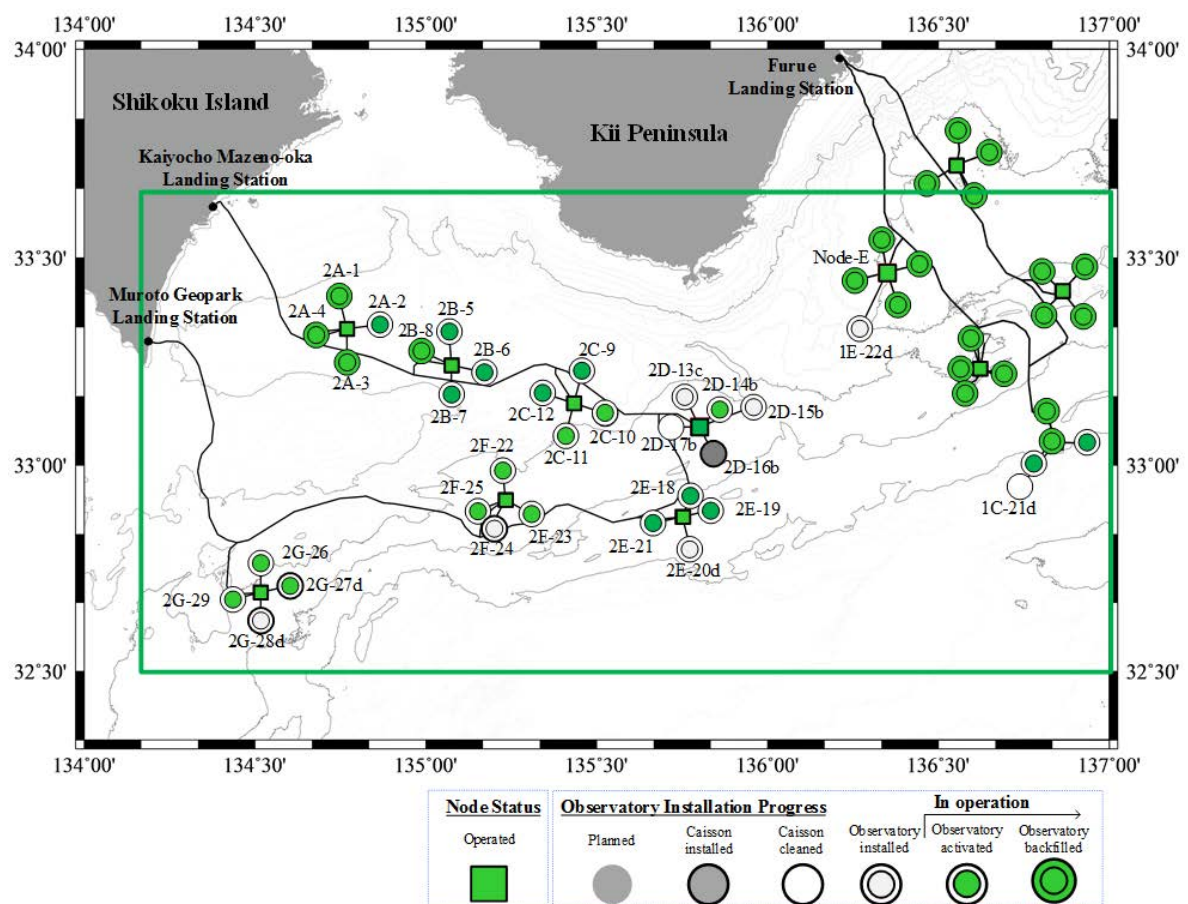 134˚00' 134˚30' 135˚00' 135˚30' 136˚00' 136˚30' 137˚00'
34˚00' 34˚00'
Furue
Landing Station
Shikoku Island
Kii Peninsula
Kaiyocho Mazeno-oka
Landing Station
33˚30' 33˚30'
Node-E
2A-1
Muroto Geopark
Landing Station
2A-4
2A-2
2B-5
2B-8
1E-22d
2A-3
2B-6
2C-9
2B-7
2D-13c
2D-14b
2C-12
2D-15b
2C-10
2D-17b
2C-11
2F-22
33˚00' 33˚00'
2D-16b
2F-25
2E-18
1C-21d
2E-19
2F-24
2F-23
2E-21
2G-26
2E-20d
2G-27d
2G-29
2G-28d
32˚30' 32˚30'
134˚00' 134˚30' 135˚00' 135˚30' 136˚00' 136˚30' 137˚00'
Node Status
Operated
Observatory Installation Progress
In operation
Planned
Caisson
installed
Caisson
cleaned
Observatory
installed
Observatory
activated
Observatory
backfilled